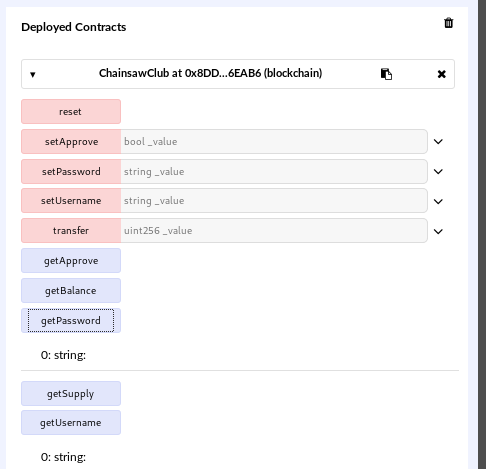 Deployed Contracts
ChainsawClub at 0x8DD...6EAB6 (blockchain)
reset
setApprove bool _value
setPassword string _value
setUsername string _value
transfer uint256 _value
getApprove
getBalance
getPassword
0: string:
getSupply
getUsername
0: string: